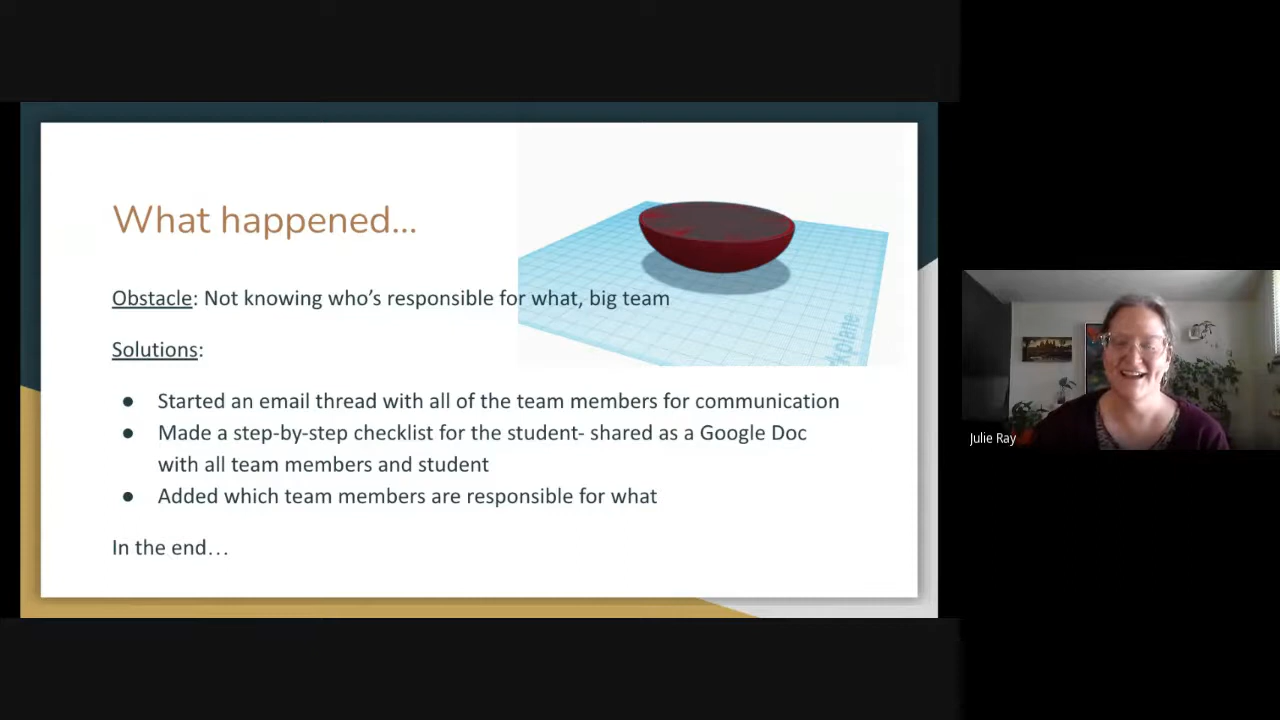 What happened...
Obstacle: Not knowing who’s responsible for what, big team
Solutions:
● Started an email thread with all of the team members for communication
● Made a step-by-step checklist for the student- shared as a Google Doc
with all team members and student
● Added which team members are responsible for what
In the end…
kplane
Julie Ray